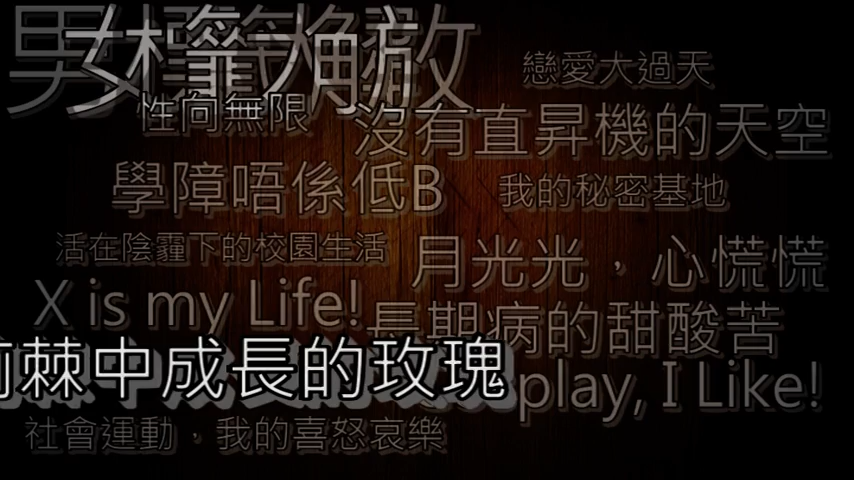 戀愛大過天
性向無限
沒有直昇機的天空
學障唔係低B
我的秘密基地
活在陰霾下的校園生活
月光光，心慌慌
X is my Life!
長期病的甜酸苦
棘中成長的玫瑰
play, I Like!
社會運動，我的喜怒哀樂